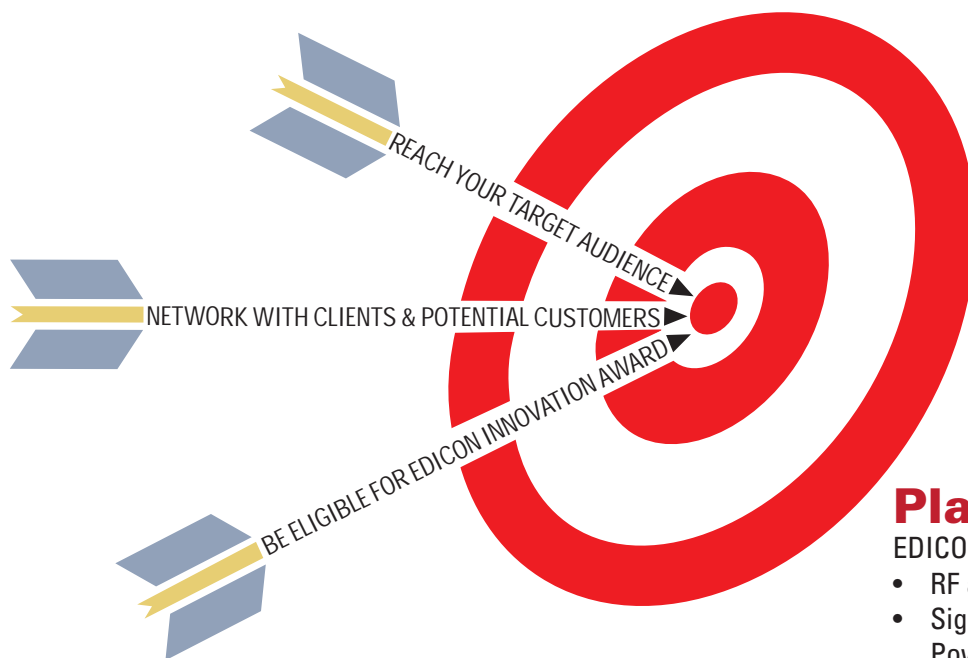 REACH YOUR TARGET AUDIENCE
NETWORK WITH CLIENTS & POTENTIAL CUSTOMERS
BE ELIGIBLE FOR EDICON INNOVATION AWARD
Pla
EDICO
• RF
• Sig
Pow